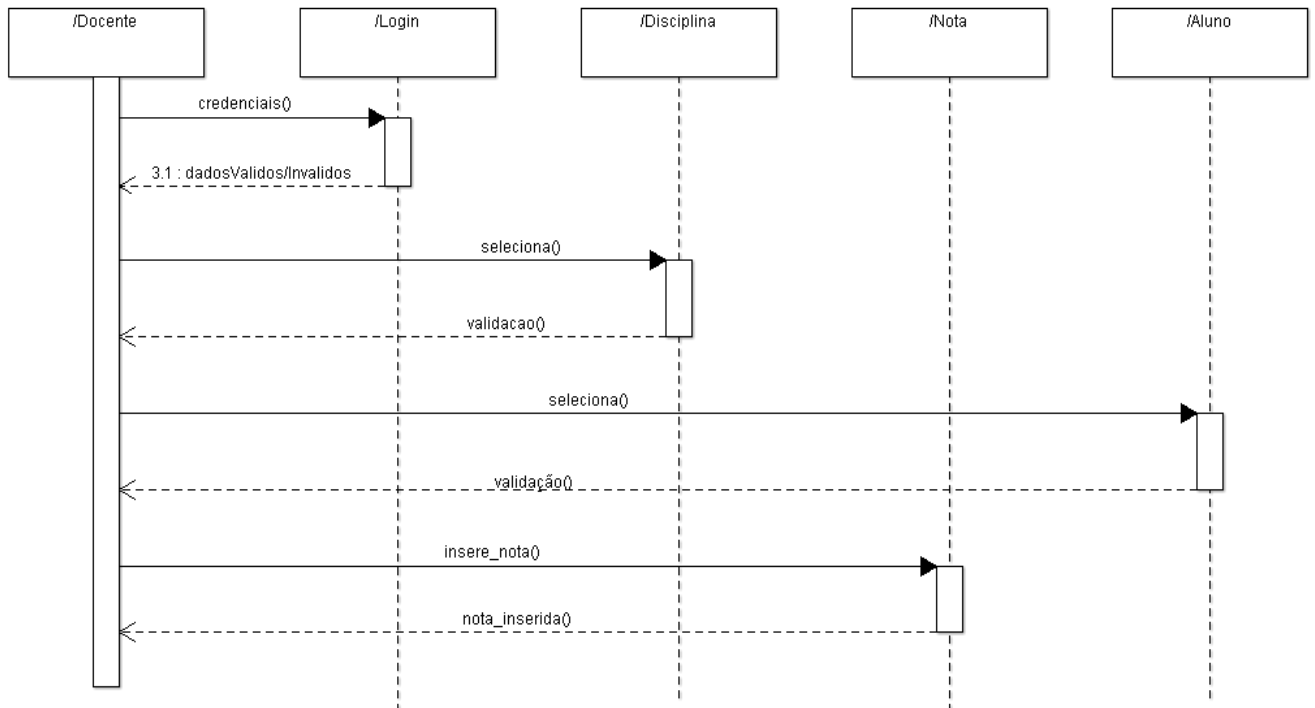 /Docente
/Login
/Disciplina
/Nota
/Aluno
credenciais()
3.1 : dadosValidos/Invalidos
seleciona()
validacao()
seleciona()
validação()
insere_nota()
nota_inserida()